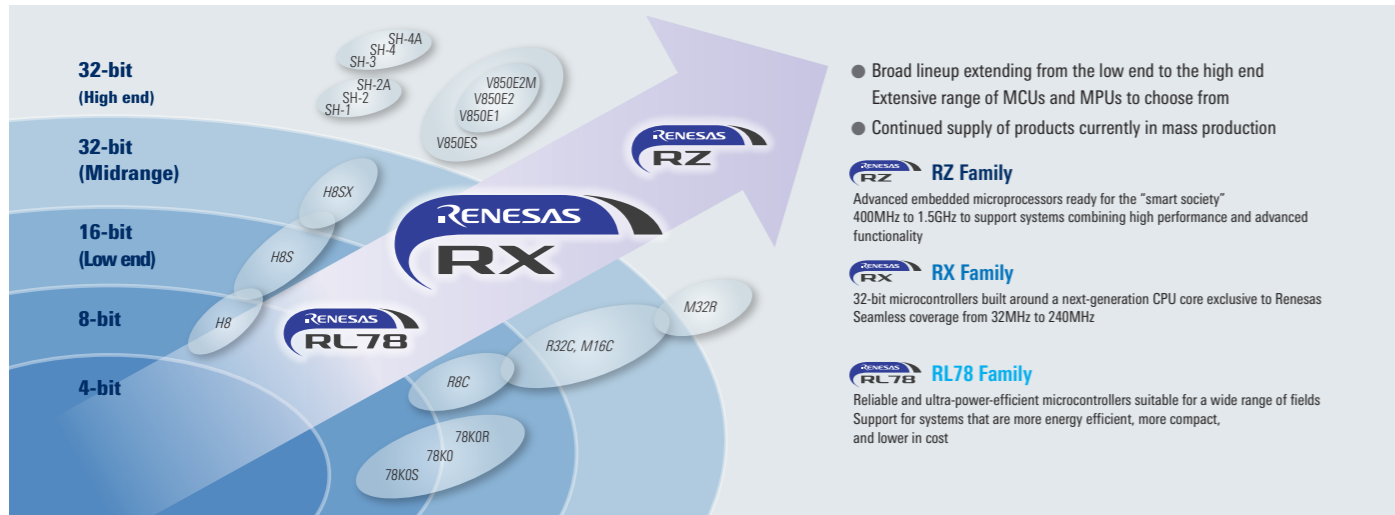 32-bit
(High end)
32-bit
(Midrange)
16-bit
(Low end)
8-bit
4-bit
SH-4A
SH-4
SH-3
SH-2A
SH-2
SH-1
V850E2M
V850E2
V850E1
V850ES
H8SX
H8S
H8
RENESAS
RZ
RENESAS
RX
RENESAS
RL78
M32R
R32C, M16C
R8C
78K0R
78K0
78K0S
● Broad lineup extending from the low end to the high end
Extensive range of MCUs and MPUs to choose from
● Continued supply of products currently in mass production
RENESAS
RZ
RZ Family
Advanced embedded microprocessors ready for the “smart society”
400MHz to 1.5GHz to support systems combining high performance and advanced
functionality
RENESAS
RX
RX Family
32-bit microcontrollers built around a next-generation CPU core exclusive to Renesas
Seamless coverage from 32MHz to 240MHz
RENESAS
RL78
RL78 Family
Reliable and ultra-power-efficient microcontrollers suitable for a wide range of fields
Support for systems that are more energy efficient, more compact,
and lower in cost